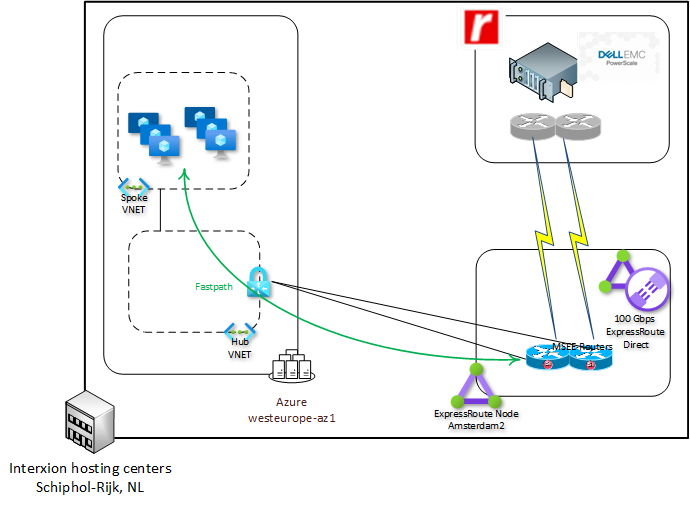 r
DELLEMC
PowerScale
Spoke
VNET
Fastpath
Hub
VNET
100 Gbps
ExpressRoute
Direct
MSEE Routers
Azure
westeurope-az1
ExpressRoute Node
Amsterdam2
Interxion hosting centers
Schiphol-Rijk, NL